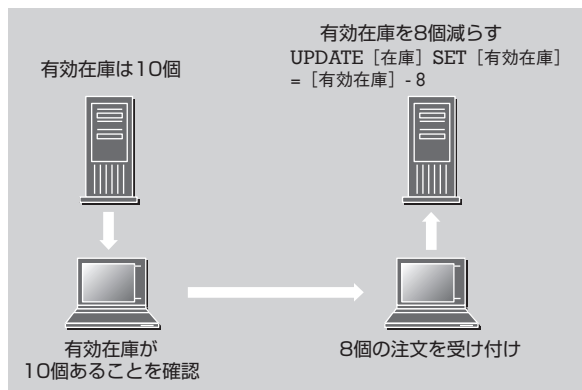 有効在庫は10個
有効在庫が
10個あることを確認
有効在庫を8個減らす
UPDATE［在庫］SET［有効在庫］
=［有効在庫］- 8
8個の注文を受け付け